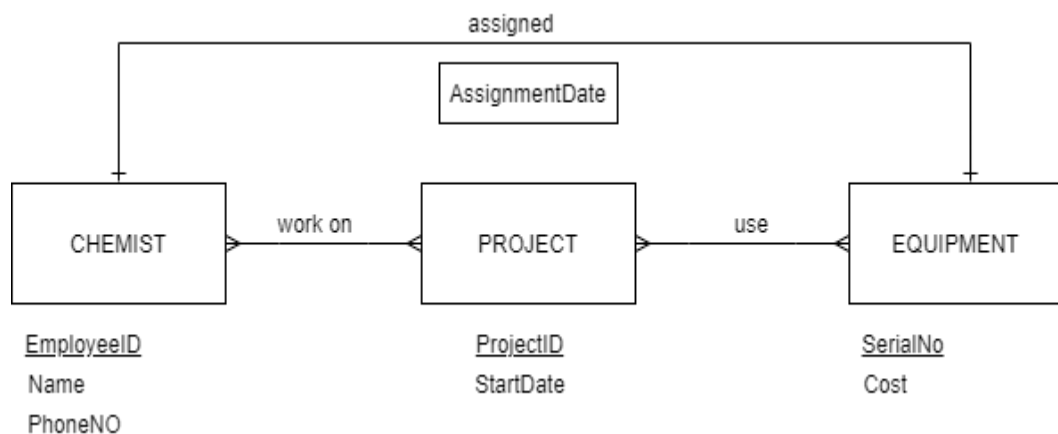 assigned
AssignmentDate
CHEMIST
work on
PROJECT
use
EQUIPMENT
EmployeeID
Name
PhoneNO
ProjectID
StartDate
SerialNo
Cost